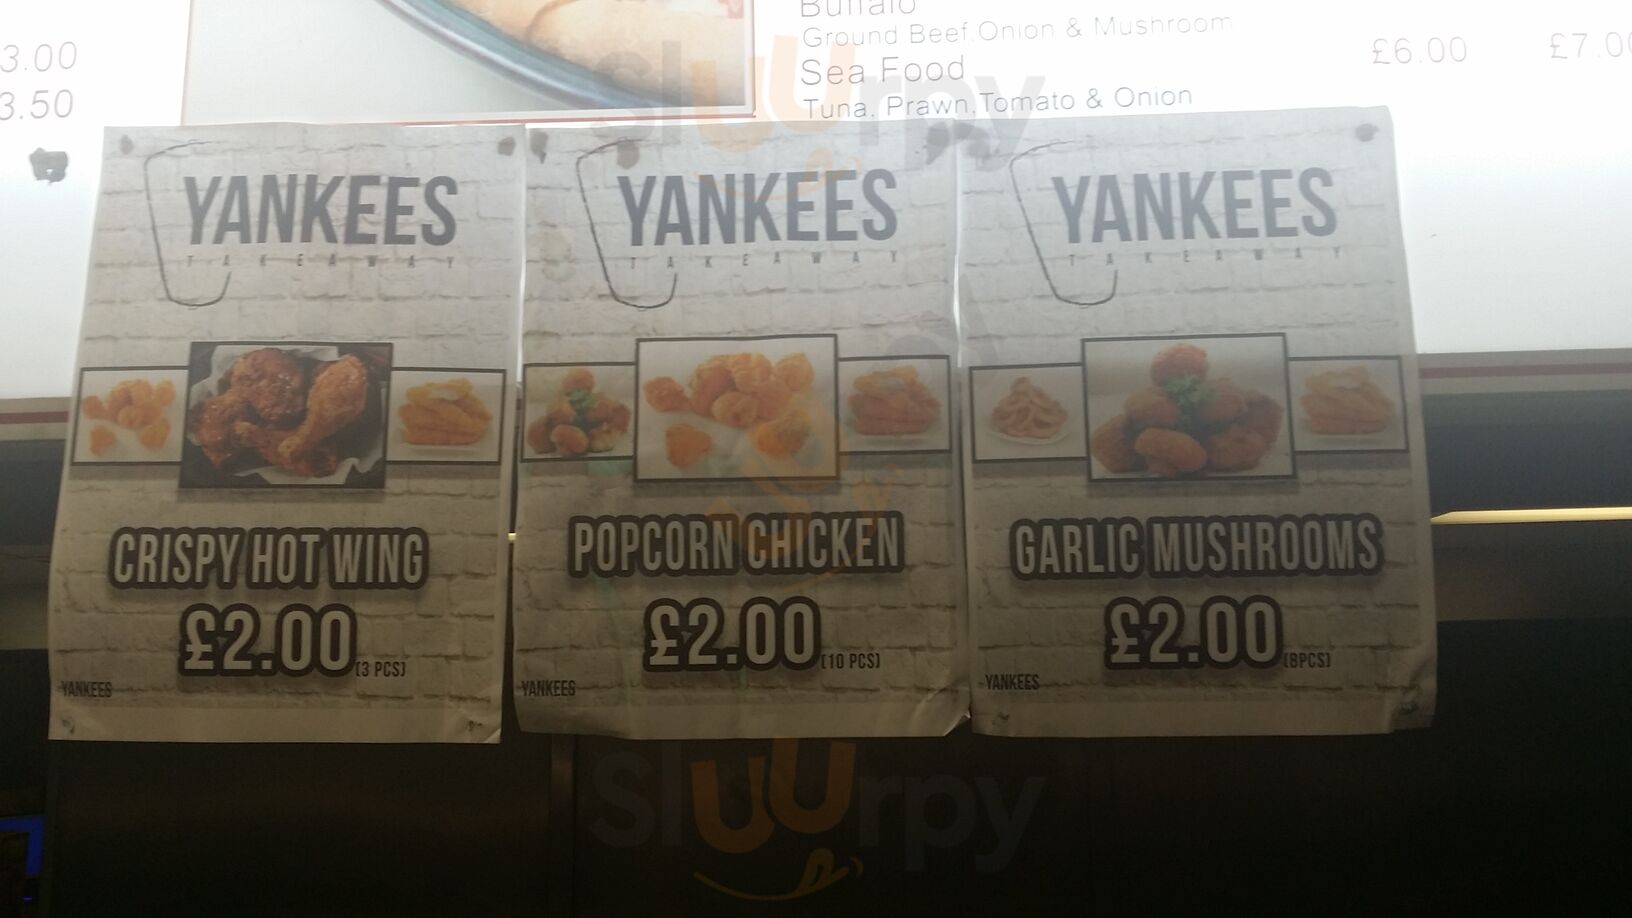 Buffalo
Ground Beef, Onion & Mushroom
Sea Food
£6.00
Tuna, Prawn, Tomato & Onion
3.00
3.50
YANKEES
TAKEAWAY
CRISPY HOT WING
£2.00 (3 PCS)
YANKEES
YANKEES
TAKEAWAY
POPCORN CHICKEN
£2.00 (10 PCS)
YANKEES
YANKEES
TAKEAWAY
GARLIC MUSHROOMS
£2.00 (8PCS)
YANKEES
sluurpy
sluurpy